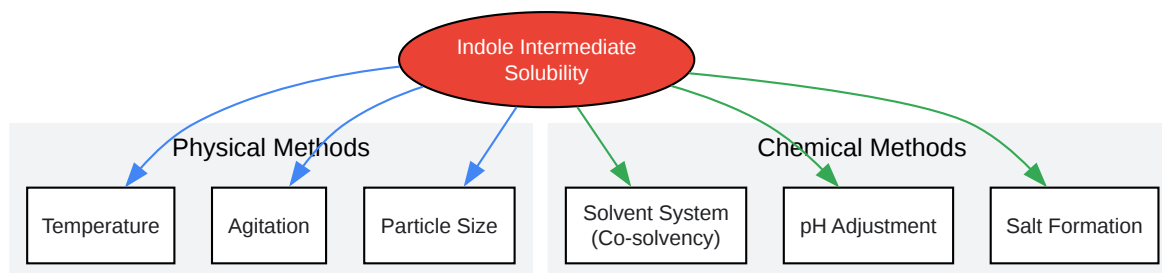 Indole Intermediate
Solubility
Physical Methods
Chemical Methods
Temperature
Agitation
Particle Size
Solvent System
(Co-solvency)
pH Adjustment
Salt Formation